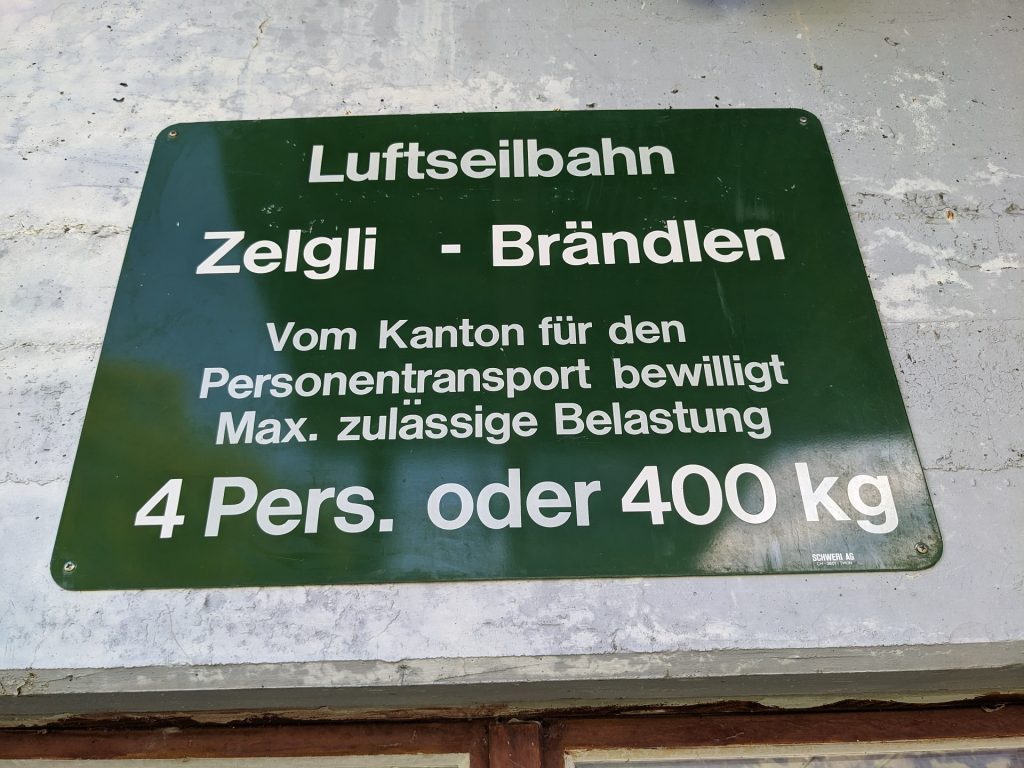 Luftseilbahn
Zelgli - Brändlen
Vom Kanton für den
Personentransport bewilligt
Max. zulässige Belastung
4 Pers. oder 400 kg
SCHWERI AG